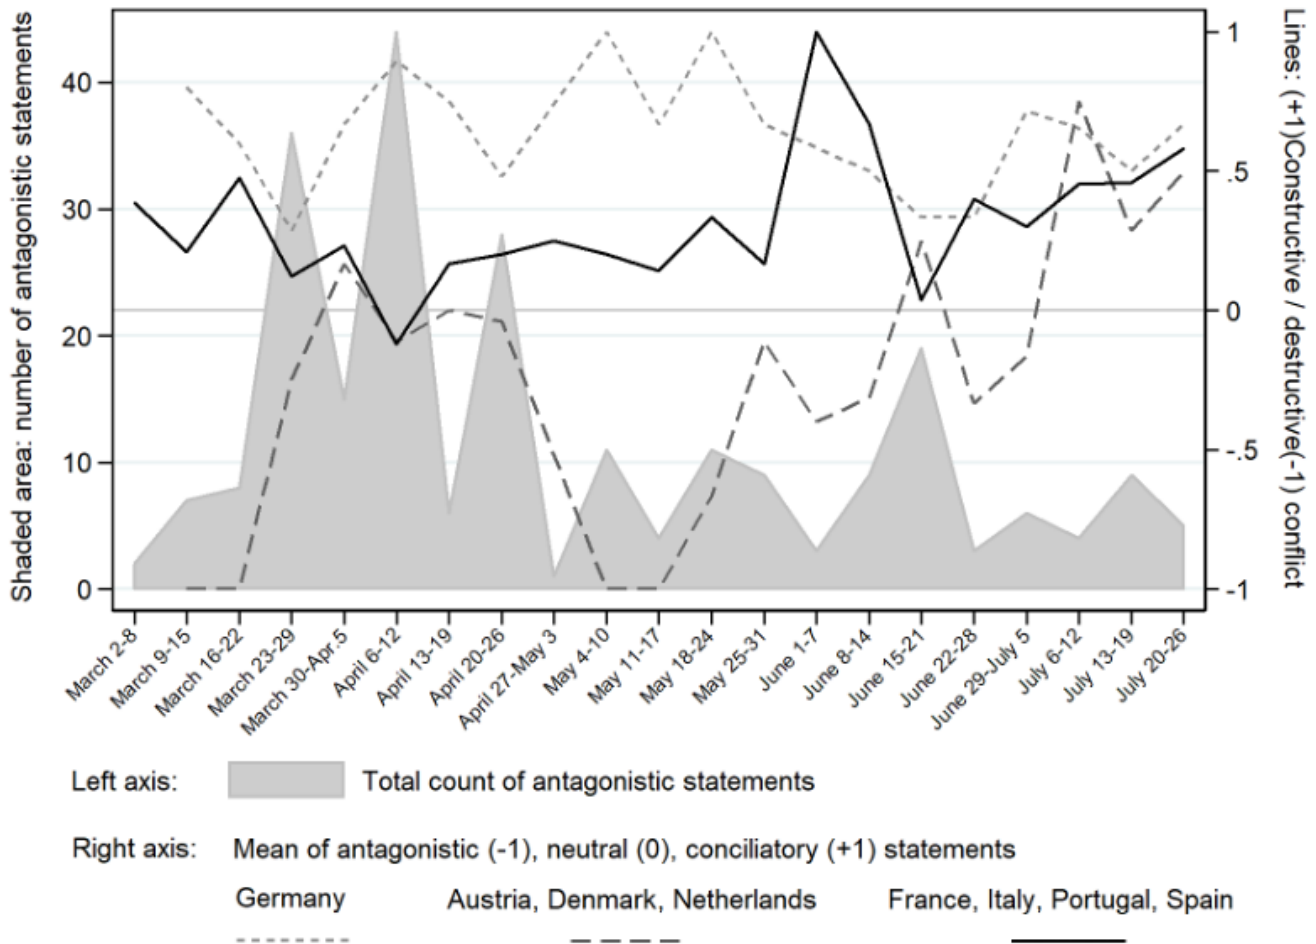 Shaded area: number of antagonistic statements
40
30
20
10
0
Lines: (+1)Constructive / destructive(-1) conflict
1
.5
0
-.5
-1
March 2-8
March 9-15
March 16-22
March 23-29
March 30-Apr.5
April 6-12
April 13-19
April 20-26
April 27-May 3
May 4-10
May 11-17
May 18-24
May 25-31
June 1-7
June 8-14
June 15-21
June 22-28
June 29-July 5
July 6-12
July 13-19
July 20-26
Left axis: Total count of antagonistic statements
Right axis: Mean of antagonistic (-1), neutral (0), conciliatory (+1) statements
Germany Austria, Denmark, Netherlands France, Italy, Portugal, Spain